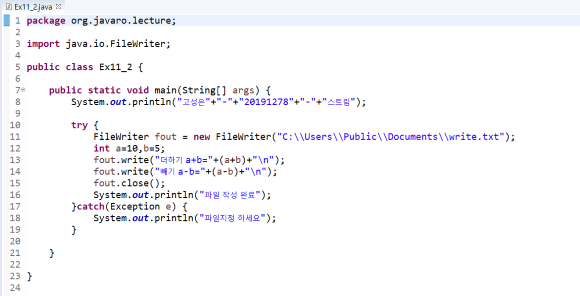 Ex11_2.java
1 package org.javaro.lecture;
2
3 import java.io.FileWriter;
4
5 public class Ex11_2 {
6
7 public static void main(String[] args) {
8 System.out.println("고성은"+"-"+"20191278"+"-"+"스트림");
9
10 try {
11 FileWriter fout = new FileWriter("C:\\Users\\Public\\Documents\\write.txt");
12 int a=10,b=5;
13 fout.write("더하기 a+b="+(a+b)+"\n");
14 fout.write("빼기 a-b="+(a-b)+"\n");
15 fout.close();
16 System.out.println("파일 작성 완료");
17 }catch(Exception e) {
18 System.out.println("파일지정 하세요");
19 }
20
21 }
22
23 }
24